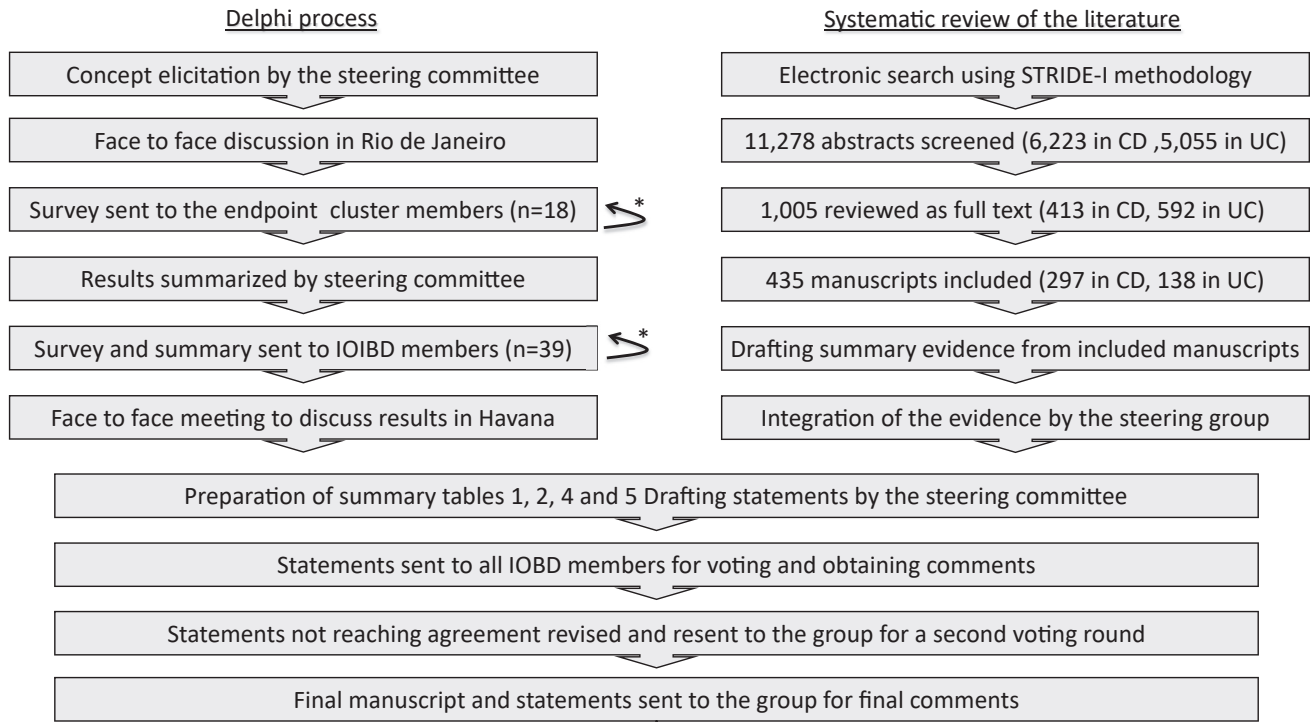 Delphi process
Concept elicitation by the steering committee
Face to face discussion in Rio de Janeiro
Survey sent to the endpoint cluster members (n=18)
*
Results summarized by steering committee
Survey and summary sent to IOIBD members (n=39)
*
Face to face meeting to discuss results in Havana
Systematic review of the literature
Electronic search using STRIDE-I methodology
11,278 abstracts screened (6,223 in CD ,5,055 in UC)
1,005 reviewed as full text (413 in CD, 592 in UC)
435 manuscripts included (297 in CD, 138 in UC)
Drafting summary evidence from included manuscripts
Integration of the evidence by the steering group
Preparation of summary tables 1, 2, 4 and 5 Drafting statements by the steering committee
Statements sent to all IOBD members for voting and obtaining comments
Statements not reaching agreement revised and resent to the group for a second voting round
Final manuscript and statements sent to the group for final comments